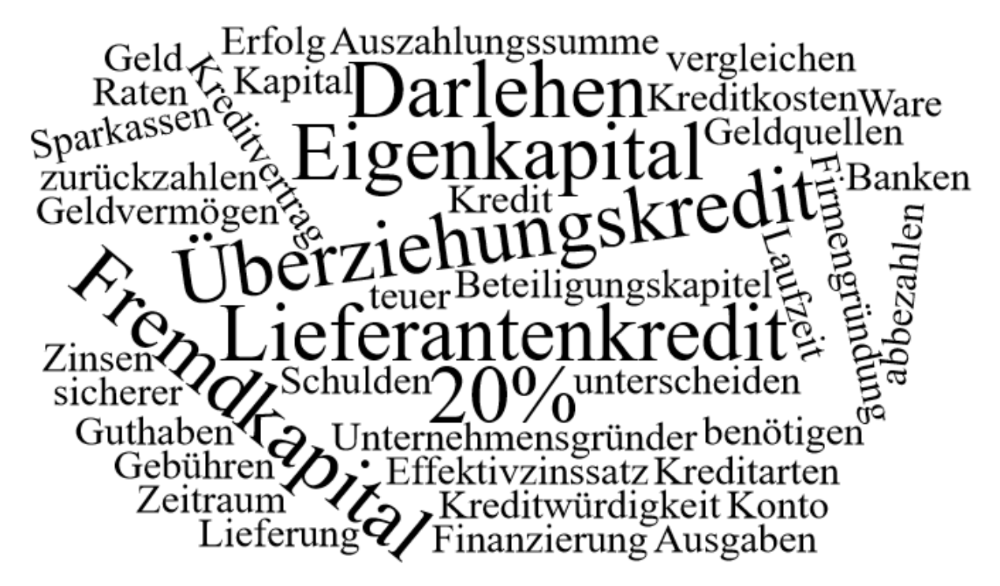 Erfolg Auszahlungssumme
Geld
vergleichen
Kapital
Darlehen
Raten
Kreditkosten
Ware
Kreditvertrag
Sparkassen
Eigenkapital
Geldquellen
zurückzahlen
Banken
Kredit
Firmengründung
Geldvermögen
Überziehungskredit
abbezahlen
Laufzeit
Fremdkapital
teuer
Beteiligungskapitel
Lieferantenkredit
Zinsen
Schulden
20%
unterscheiden
sicherer
Guthaben
Unternehmensgründer
benötigen
Gebühren
Effektivzinssatz
Kreditarten
Zeitraum
Kreditwürdigkeit
Konto
Lieferung
Finanzierung
Ausgaben